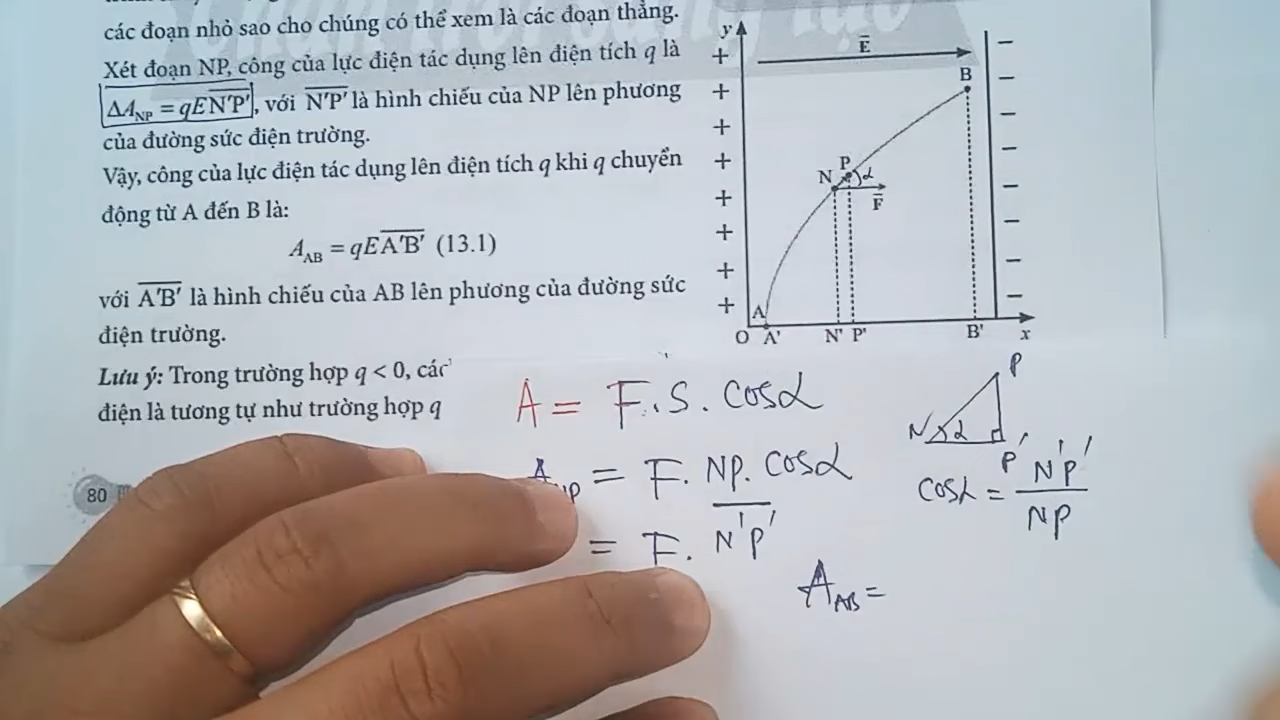 các đoạn nhỏ sao cho chúng có thể xem là các đoạn thẳng.
Xét đoạn NP, công của lực điện tác dụng lên điện tích q là
ΔA_NP = qEN'P', với N'P' là hình chiếu của NP lên phương
của đường sức điện trường.
Vậy, công của lực điện tác dụng lên điện tích q khi q chuyển
động từ A đến B là:
A_AB = qEA'B' (13.1)
với A'B' là hình chiếu của AB lên phương của đường sức
điện trường.
Lưu ý: Trong trường hợp q < 0, các
điện là tương tự như trường hợp q
80
y
E
B
P
N
α
F
A
O A' N' P' B' x
+ + + + + + + +
− − − − − − − −
A = F.S.cosα
= F.NP.cosα
= F.N'P'
A_AB =
P
N α
P'
cosα = N'P' / NP